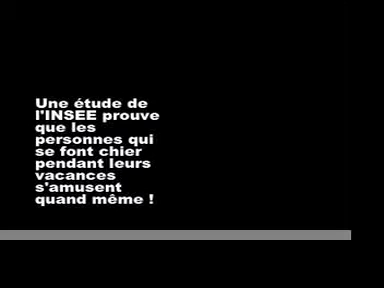 Une étude de
l'INSEE prouve
que les
personnes qui
se font chier
pendant leurs
vacances
s'amusent
quand même !